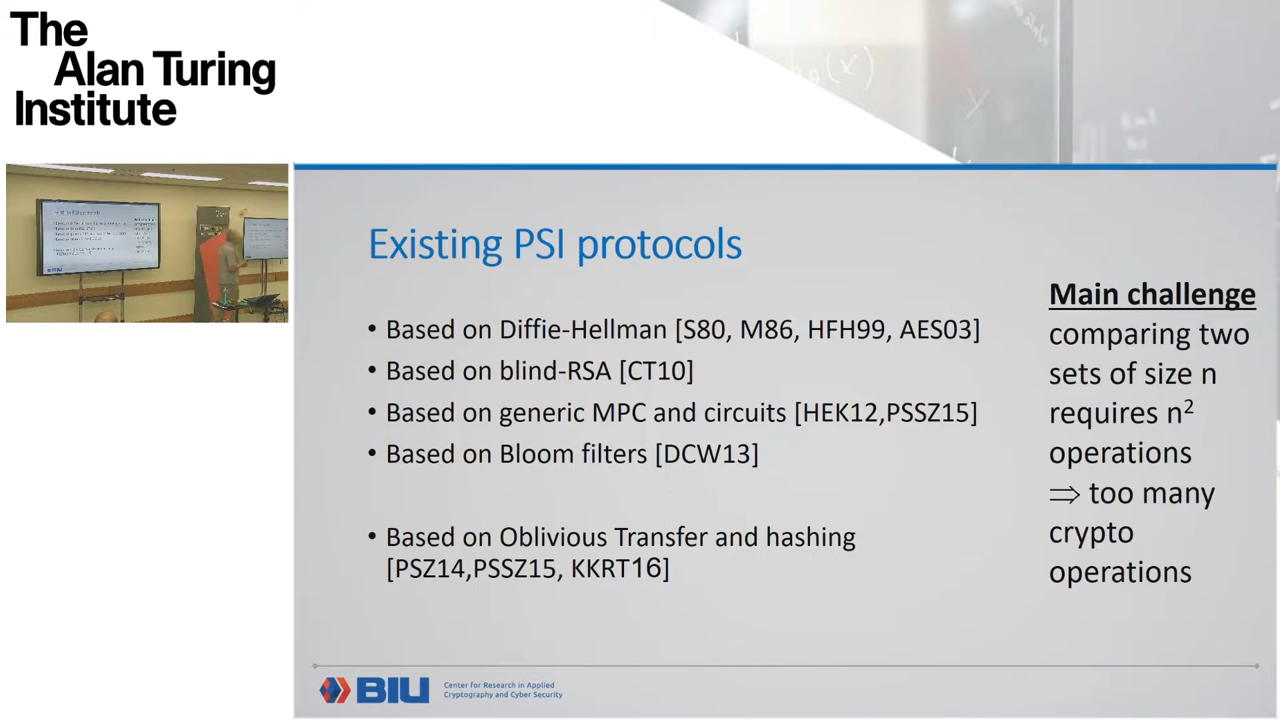 The
Alan Turing
Institute
Existing PSI protocols
• Based on Diffie-Hellman [S80, M86, HFH99, AES03]
• Based on blind-RSA [CT10]
• Based on generic MPC and circuits [HEK12,PSSZ15]
• Based on Bloom filters [DCW13]
• Based on Oblivious Transfer and hashing
[PSZ14,PSSZ15, KKRT16]
Main challenge
comparing two
sets of size n
requires n²
operations
⇒ too many
crypto
operations
BIU
Center for Research in Applied
Cryptography and Cyber Security